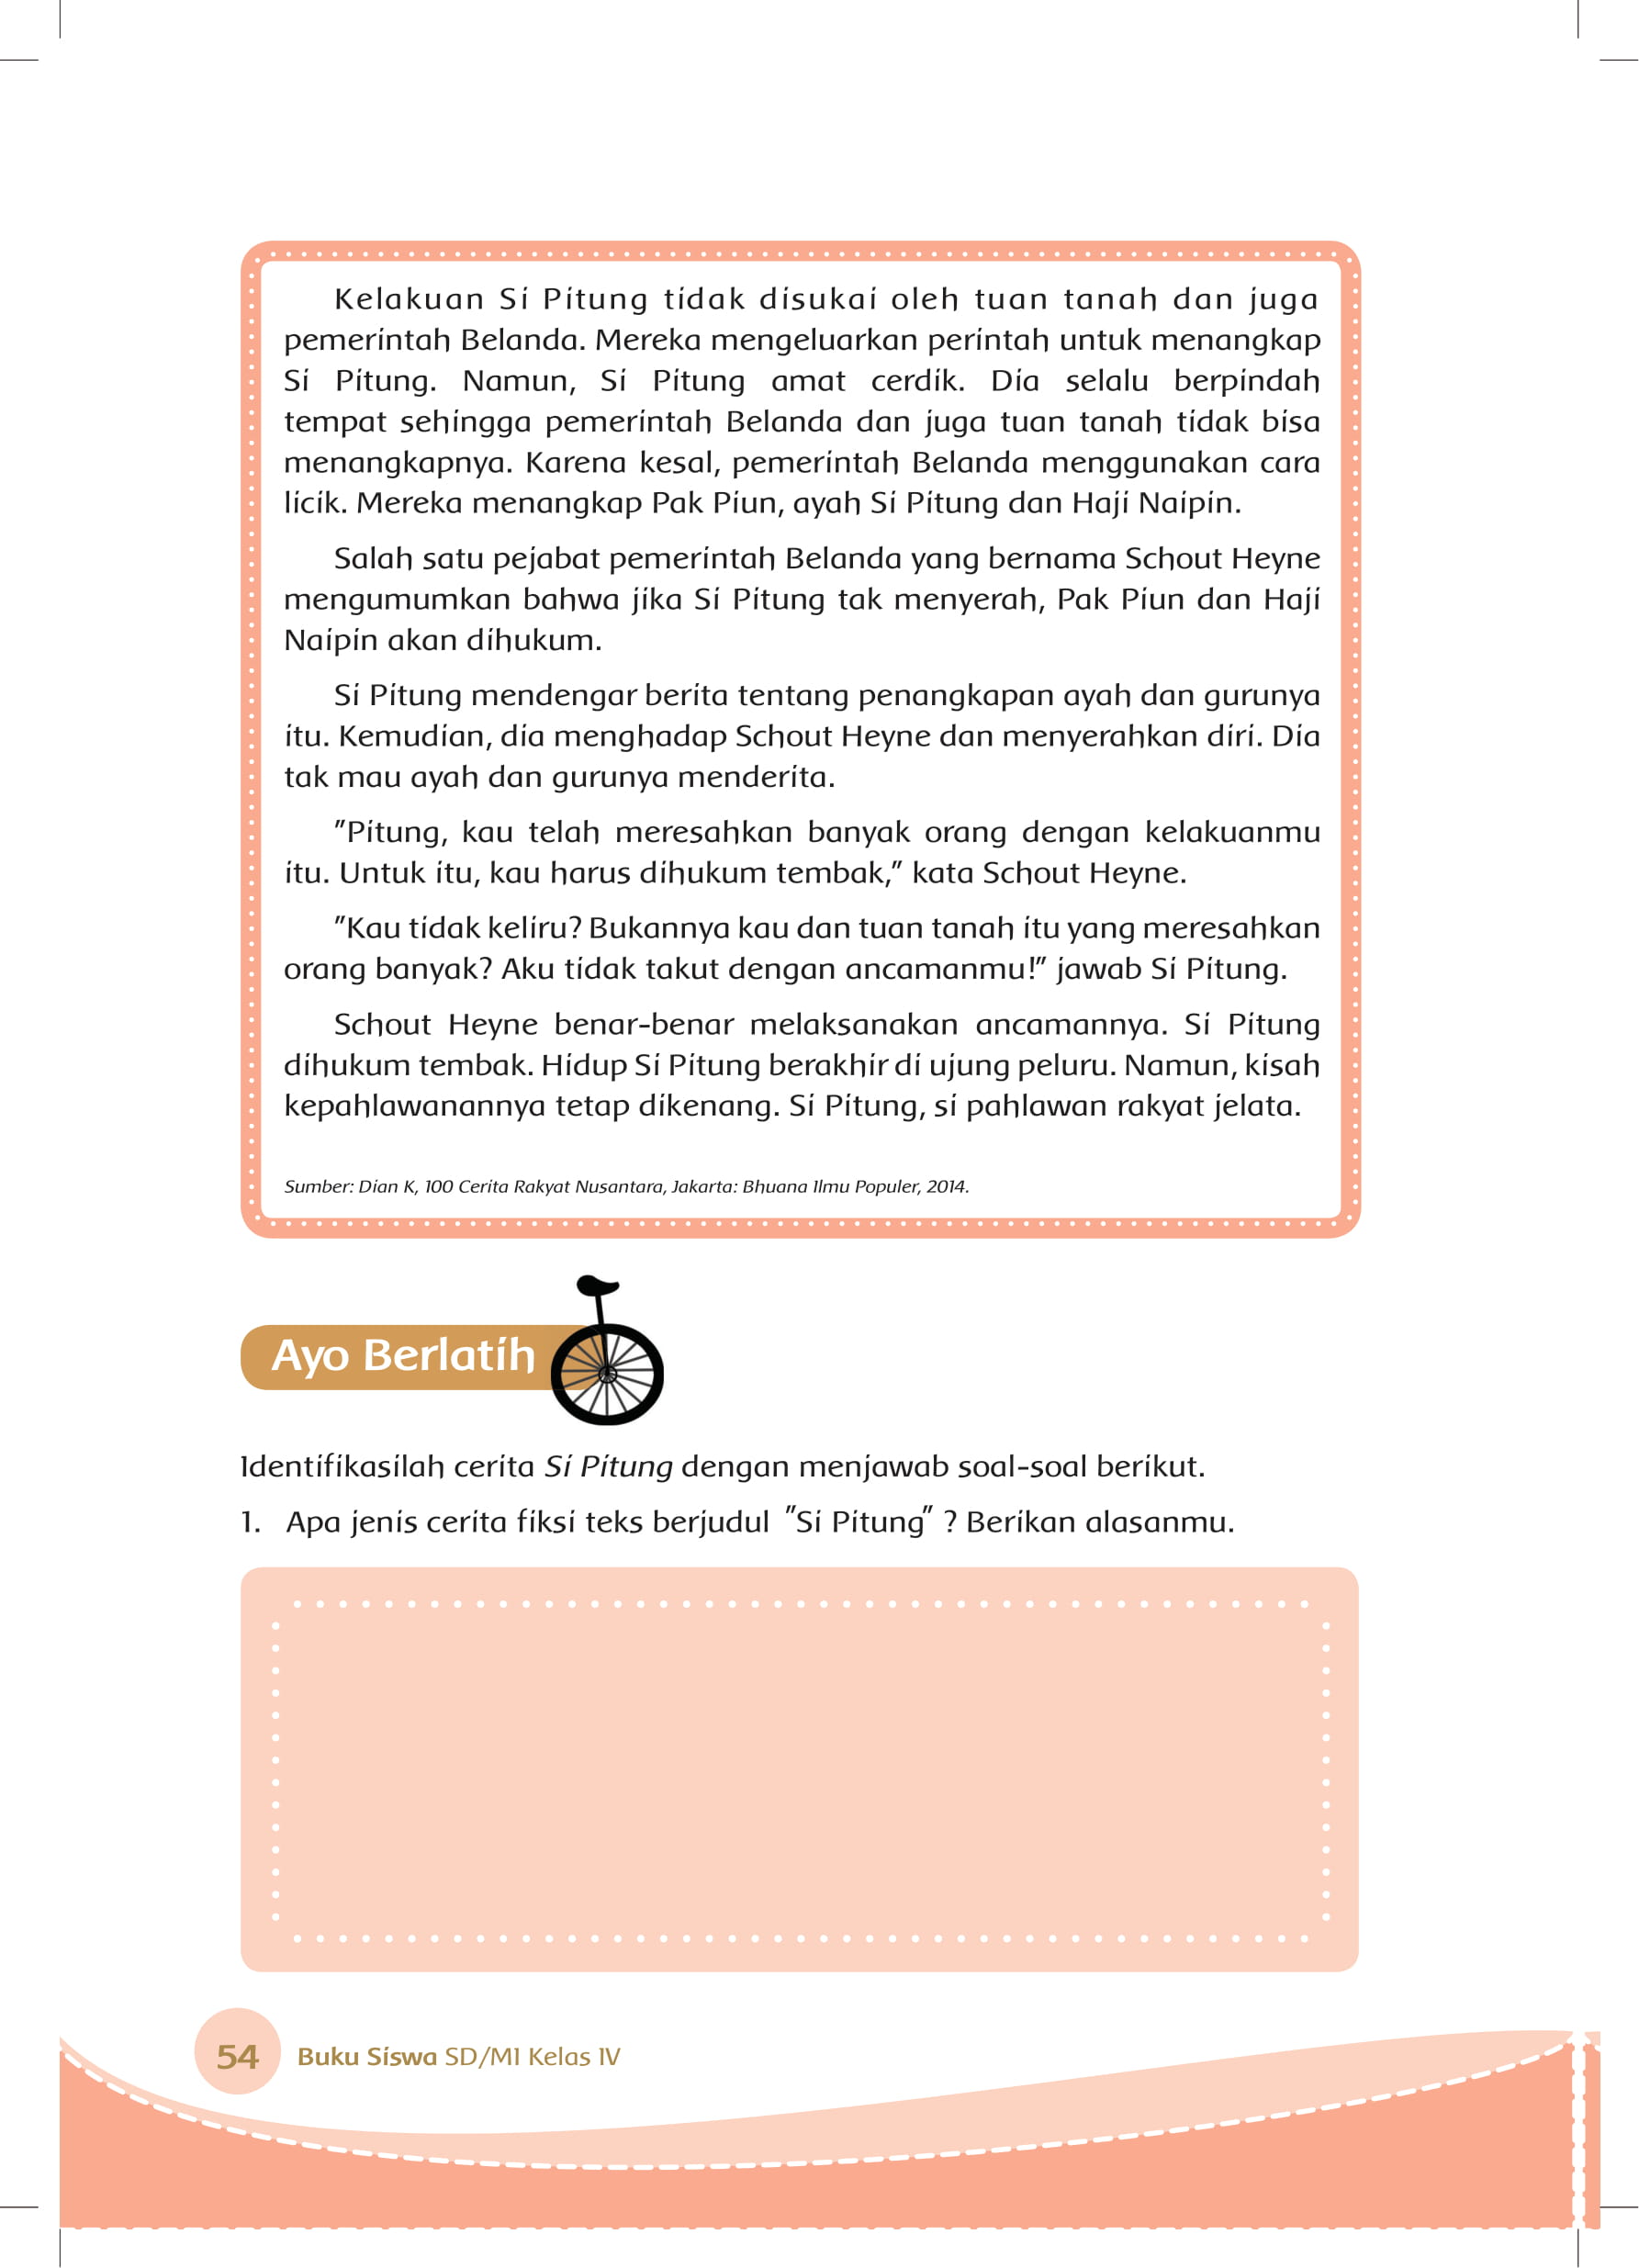 Kelakuan Si Pitung tidak disukai oleh tuan tanah dan juga
pemerintah Belanda. Mereka mengeluarkan perintah untuk menangkap
Si Pitung. Namun, Si Pitung amat cerdik. Dia selalu berpindah
tempat sehingga pemerintah Belanda dan juga tuan tanah tidak bisa
menangkapnya. Karena kesal, pemerintah Belanda menggunakan cara
licik. Mereka menangkap Pak Piun, ayah Si Pitung dan Haji Naipin.
Salah satu pejabat pemerintah Belanda yang bernama Schout Heyne
mengumumkan bahwa jika Si Pitung tak menyerah, Pak Piun dan Haji
Naipin akan dihukum.
Si Pitung mendengar berita tentang penangkapan ayah dan gurunya
itu. Kemudian, dia menghadap Schout Heyne dan menyerahkan diri. Dia
tak mau ayah dan gurunya menderita.
"Pitung, kau telah meresahkan banyak orang dengan kelakuanmu
itu. Untuk itu, kau harus dihukum tembak," kata Schout Heyne.
"Kau tidak keliru? Bukannya kau dan tuan tanah itu yang meresahkan
orang banyak? Aku tidak takut dengan ancamanmu!" jawab Si Pitung.
Schout Heyne benar-benar melaksanakan ancamannya. Si Pitung
dihukum tembak. Hidup Si Pitung berakhir di ujung peluru. Namun, kisah
kepahlawanannya tetap dikenang. Si Pitung, si pahlawan rakyat jelata.
Sumber: Dian K, 100 Cerita Rakyat Nusantara, Jakarta: Bhuana Ilmu Populer, 2014.
Ayo Berlatih
Identifikasilah cerita Si Pitung dengan menjawab soal-soal berikut.
1. Apa jenis cerita fiksi teks berjudul "Si Pitung" ? Berikan alasanmu.
54 Buku Siswa SD/MI Kelas IV